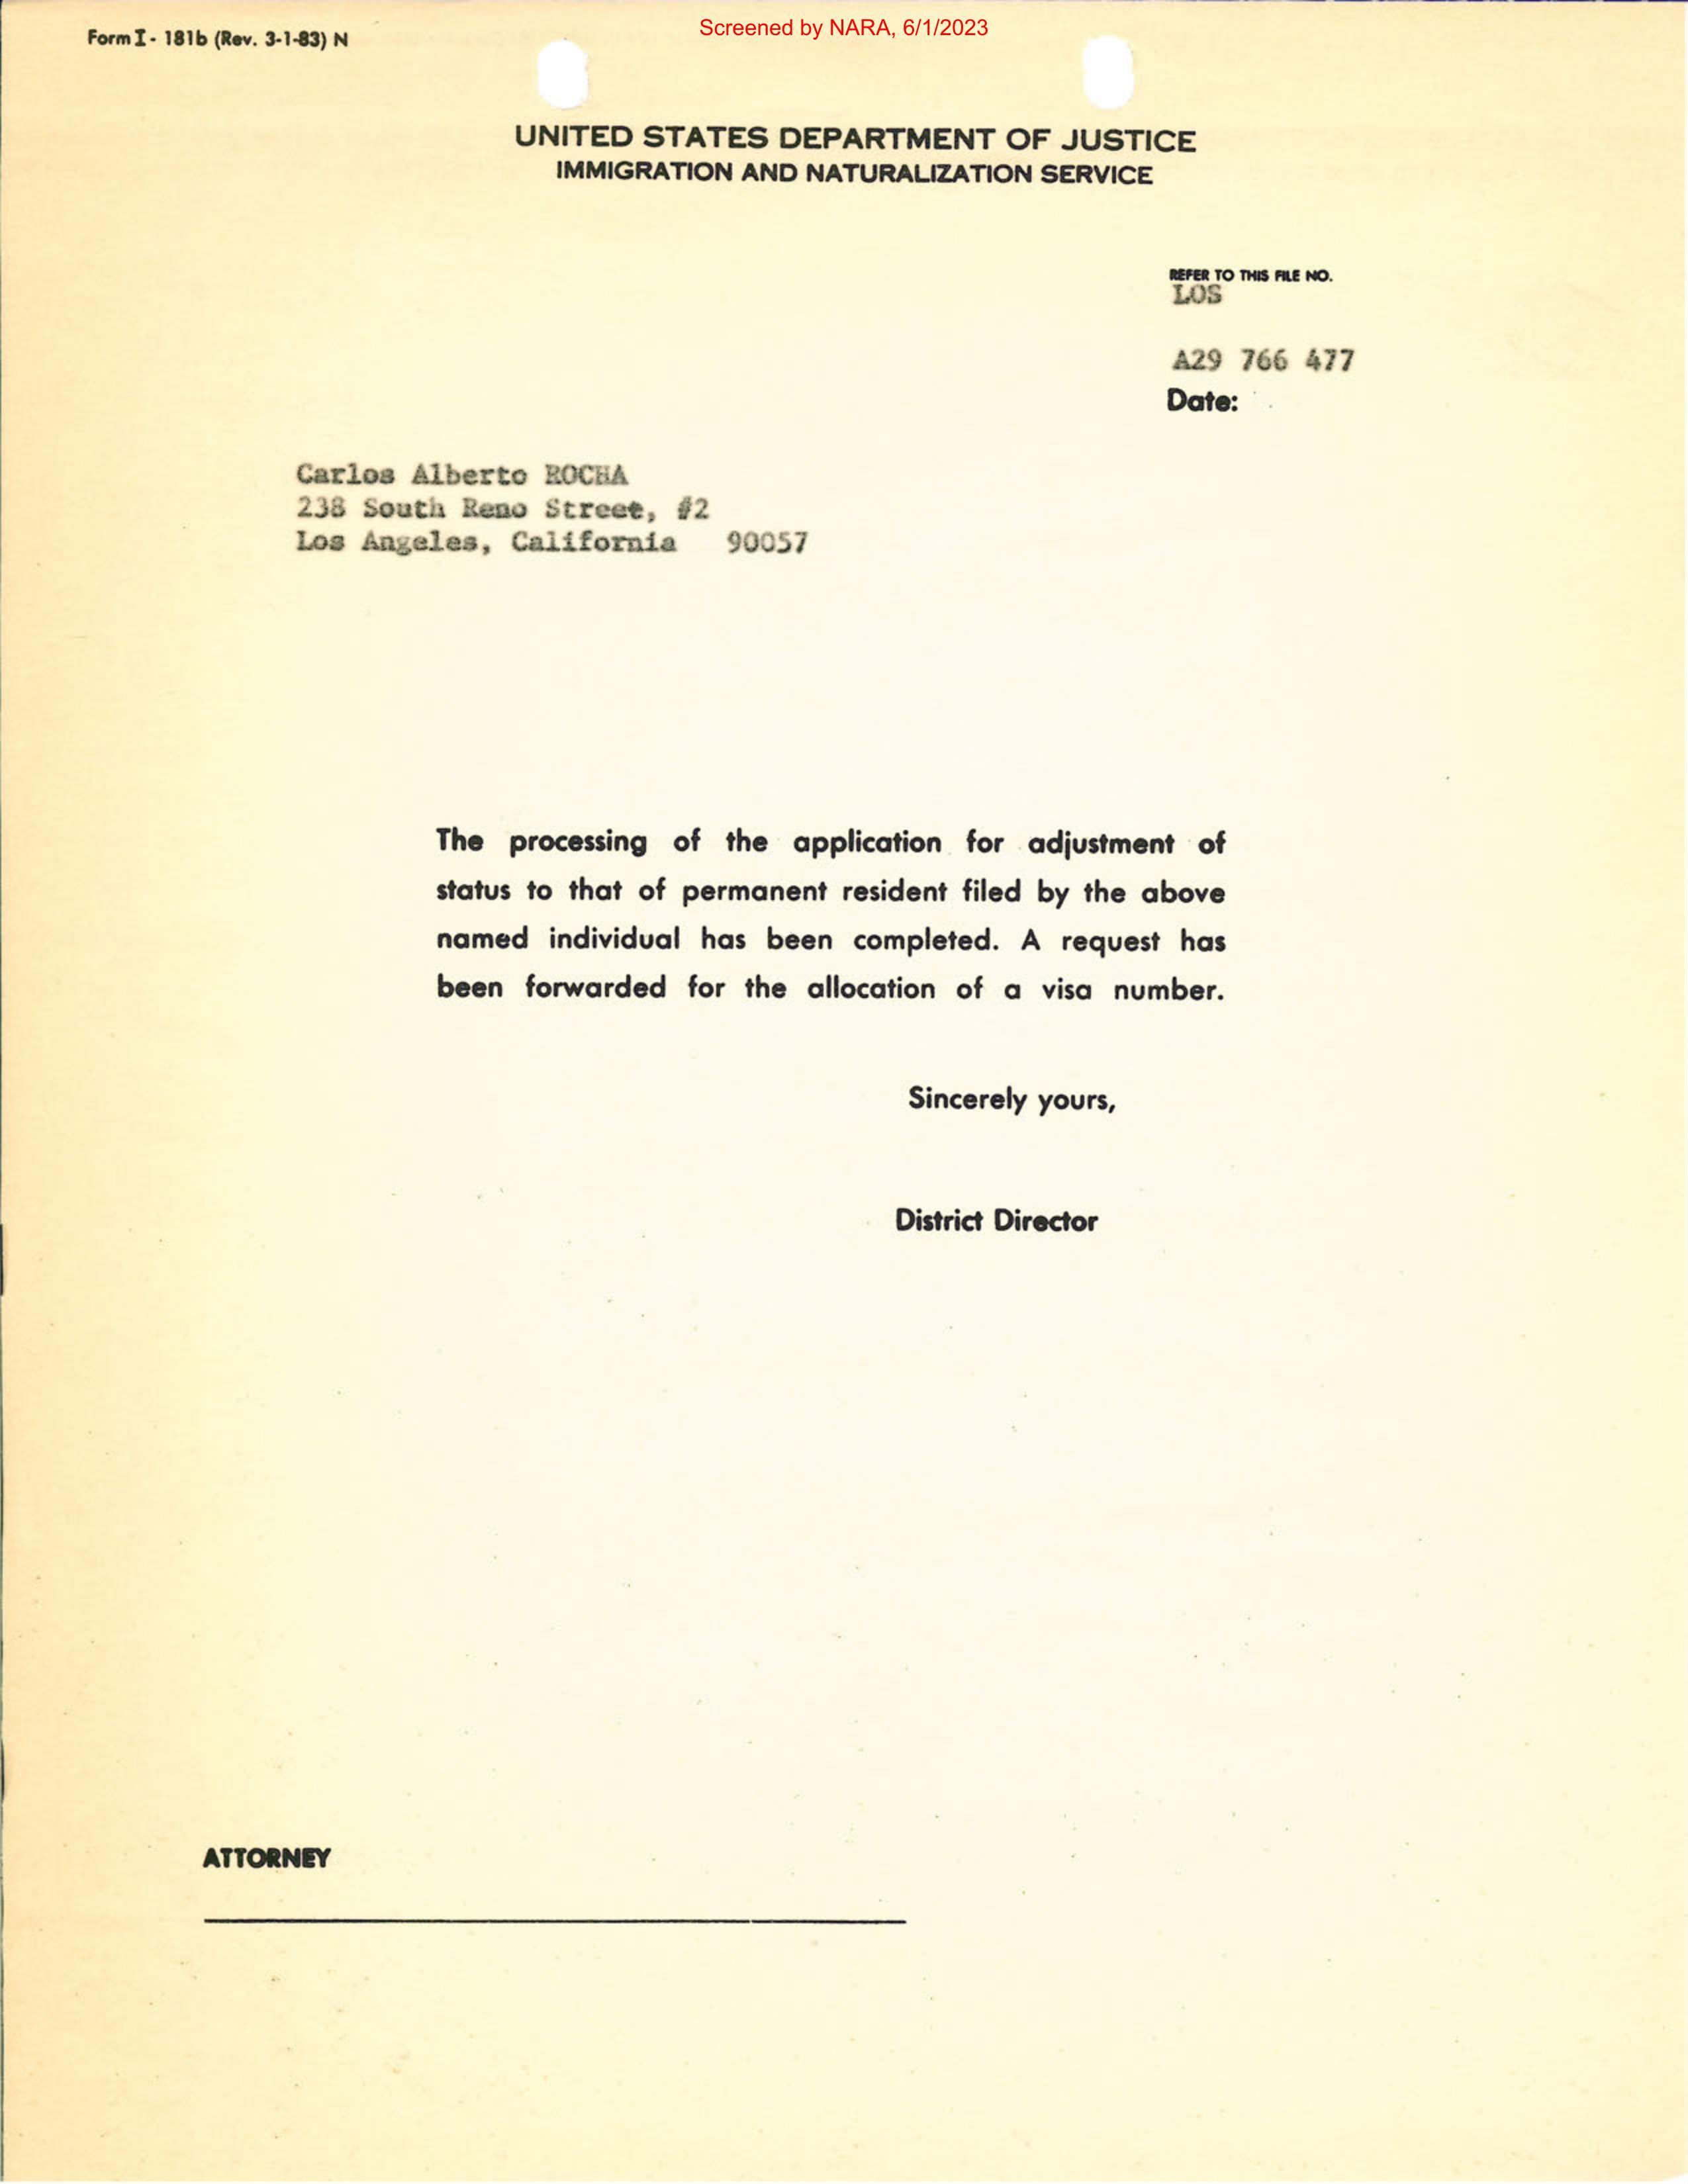 Screened by NARA, 6/1/2023
Form I - 181b (Rev. 3-1-83) N
UNITED STATES DEPARTMENT OF JUSTICE
IMMIGRATION AND NATURALIZATION SERVICE
REFER TO THIS FILE NO.
LOS
A29 766 477
Date:
Carlos Alberto ROCHA
238 South Reno Street, #2
Los Angeles, California 90057
The processing of the application for adjustment of
status to that of permanent resident filed by the above
named individual has been completed. A request has
been forwarded for the allocation of a visa number.
Sincerely yours,
District Director
ATTORNEY